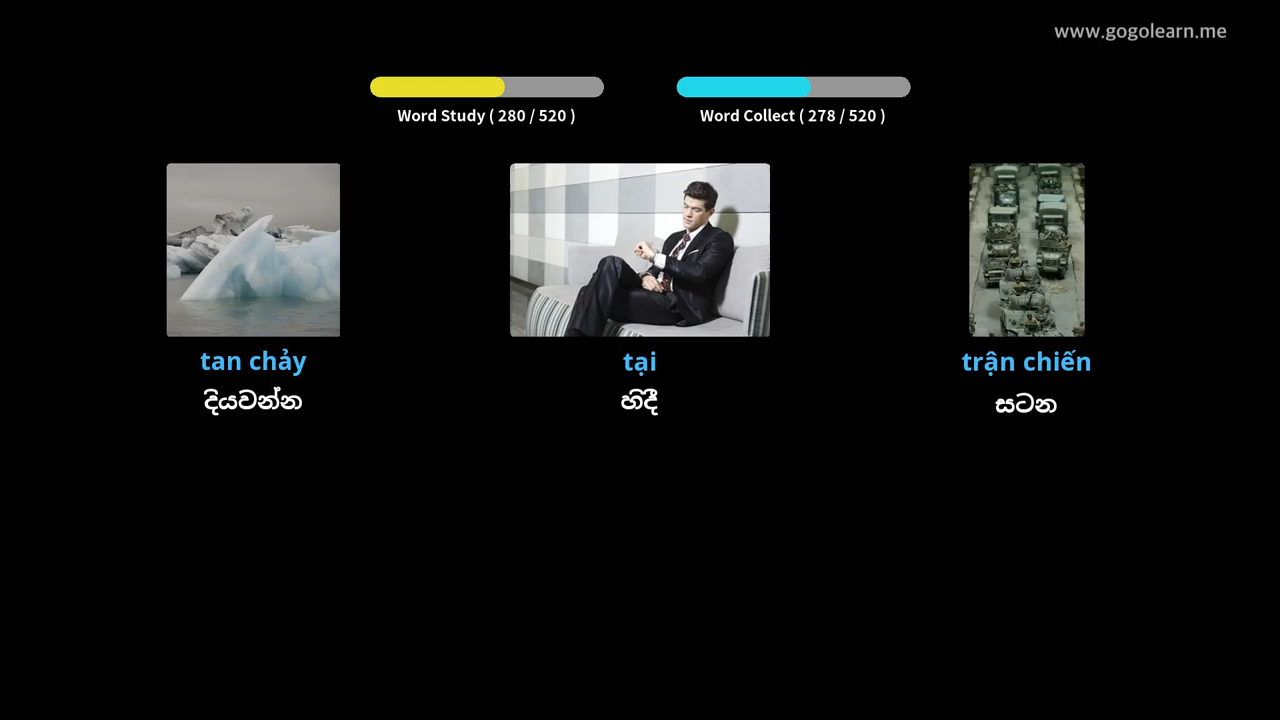 www.gogolearn.me
Word Study ( 280 / 520 )
Word Collect ( 278 / 520 )
tan chảy
tại
trận chiến
දියවන්න
හිදී
සටන